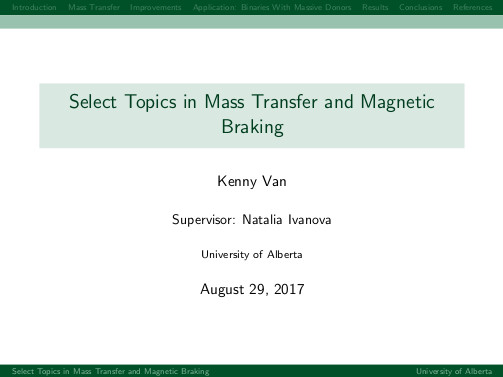 Introduction Mass Transfer Improvements Application: Binaries With Massive Donors Results Conclusions References
Select Topics in Mass Transfer and Magnetic
Braking
Kenny Van
Supervisor: Natalia Ivanova
University of Alberta
August 29, 2017
Select Topics in Mass Transfer and Magnetic Braking University of Alberta